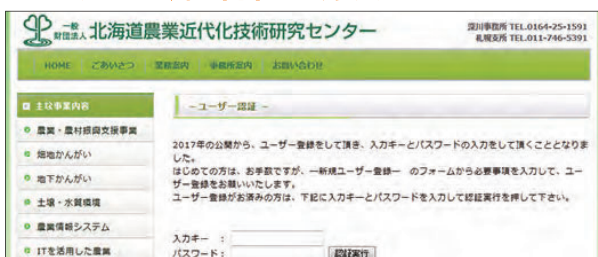 一般財団法人 北海道農業近代化技術研究センター
深川事務所 TEL.0164-25-1591
札幌支所 TEL.011-746-5391
HOME ごあいさつ 業務案内 事務所案内 お問い合わせ
主な事業内容
農業・農村振興支援事業
畑地かんがい
地下かんがい
土壌・水質環境
農業情報システム
ITを活用した農業
－ユーザー認証－
2017年の公開から、ユーザー登録をして頂き、入力キーとパスワードの入力をして頂くこととなりました。
はじめての方は、お手数ですが、―新規ユーザー登録― のフォームから必要事項を入力して、ユーザー登録をお願いいたします。
ユーザー登録がお済みの方は、下記に入力キーとパスワードを入力して認証実行を押して下さい。
入力キー ：
パスワード： 認証実行